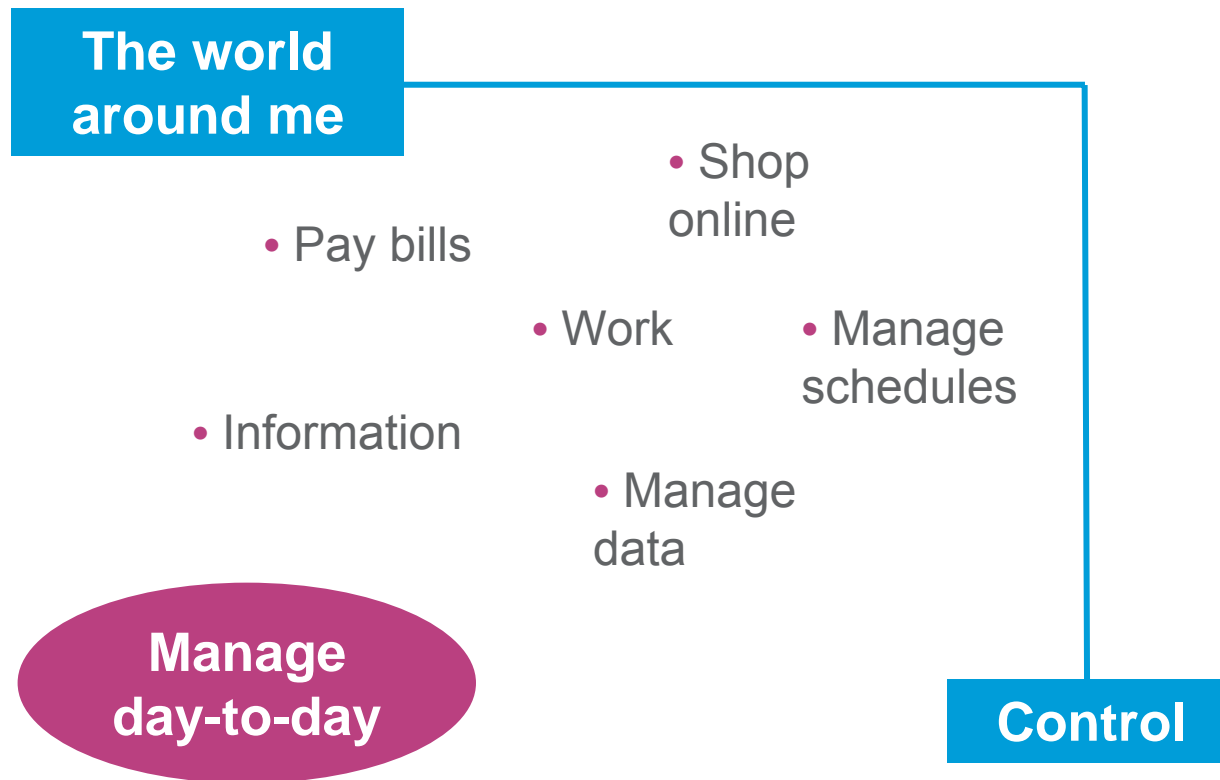 The world
around me
• Shop
online
• Pay bills
• Work
• Manage
schedules
• Information
• Manage
data
Manage
day-to-day
Control